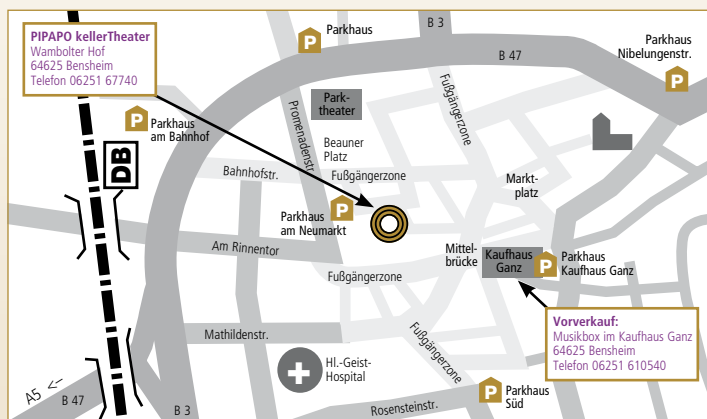 PIPAPO kellerTheater
Wambolter Hof
64625 Bensheim
Telefon 06251 67740
P
Parkhaus
B 3
B 47
Parkhaus
Nibelungenstr.
P
P
Parkhaus
am Bahnhof
DB
Promenadenstr.
Park-
theater
Beauner
Platz
Fußgängerzone
Bahnhofstr.
Fußgängerzone
Markt-
platz
Parkhaus
am Neumarkt
P
Am Rinnentor
Fußgängerzone
Mittel-
brücke
Kaufhaus
Ganz
P
Parkhaus
Kaufhaus Ganz
Mathildenstr.
Fußgängerzone
Vorverkauf:
Musikbox im Kaufhaus Ganz
64625 Bensheim
Telefon 06251 610540
Hl.-Geist-
Hospital
A5 <-
B 47
B 3
Rosensteinstr.
P
Parkhaus
Süd